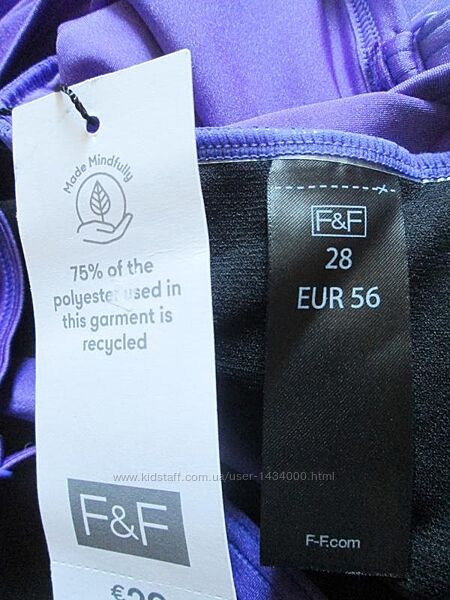 Made Mindfully
75% of the
polyester used in
this garment is
recycled
F&F
F&F
28
EUR 56
F-F.com
www.kidstaff.com.ua/user-1434000.html